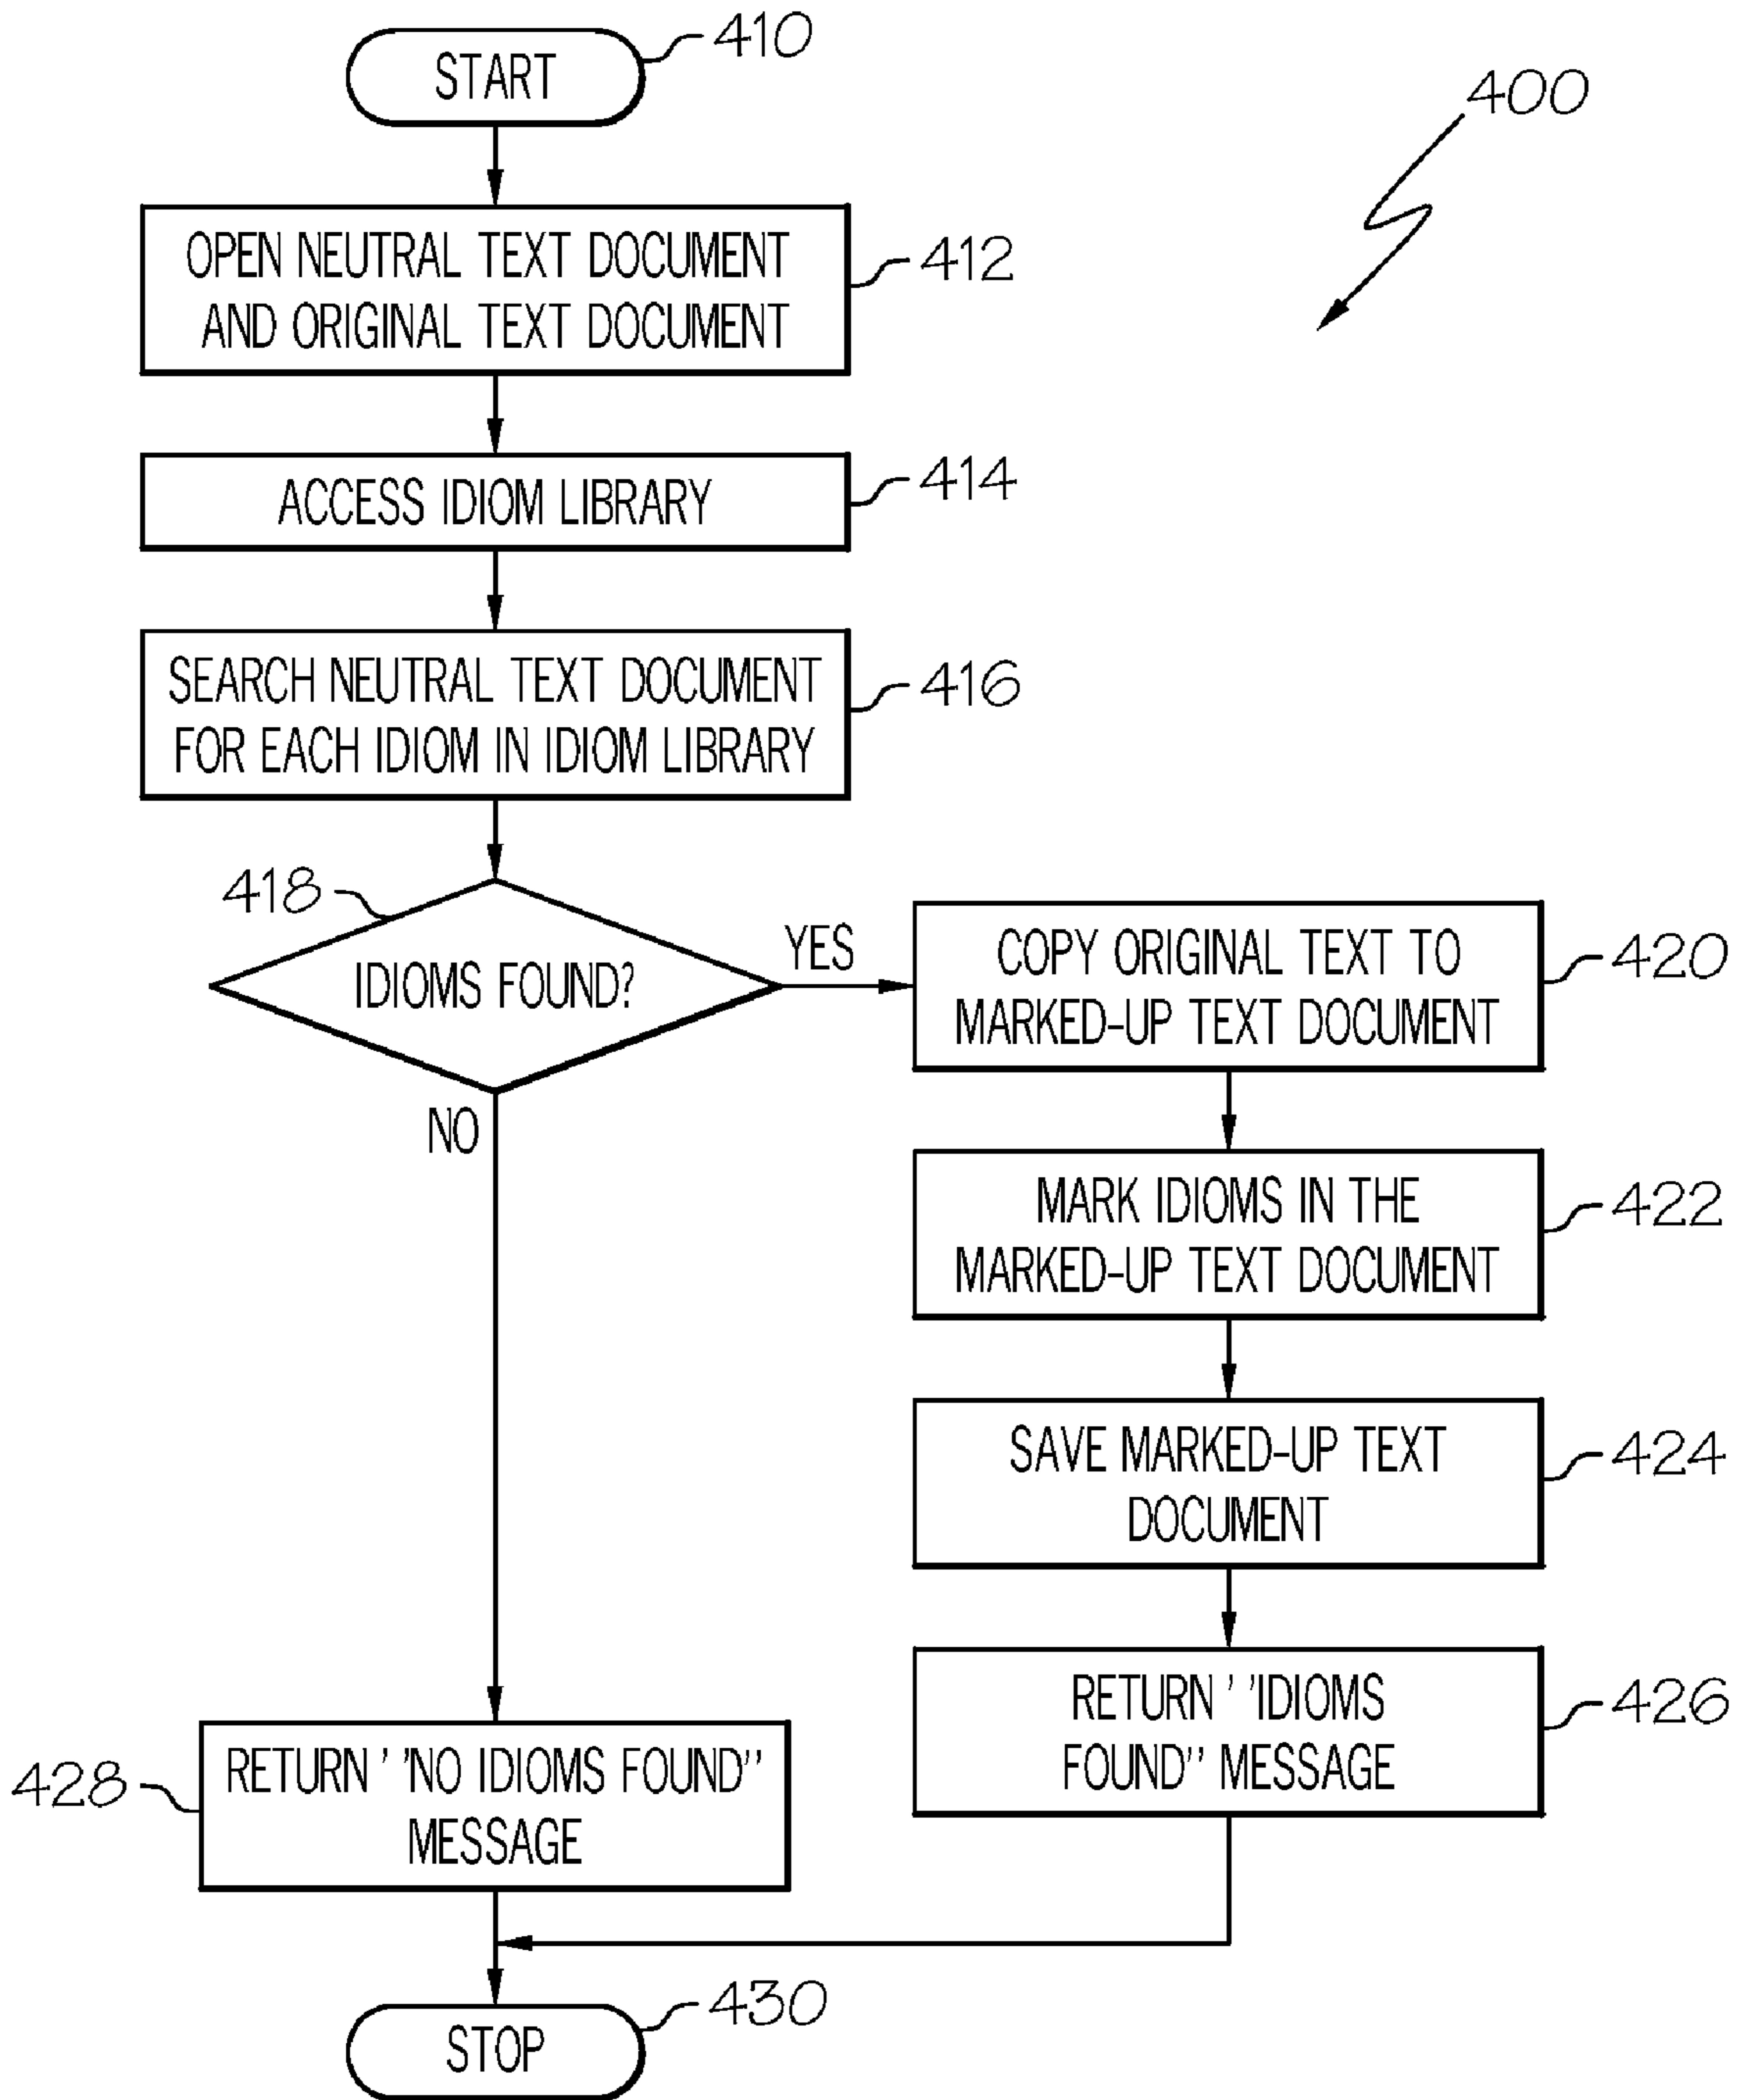 START
410
400
OPEN NEUTRAL TEXT DOCUMENT
AND ORIGINAL TEXT DOCUMENT
412
ACCESS IDIOM LIBRARY
414
SEARCH NEUTRAL TEXT DOCUMENT
FOR EACH IDIOM IN IDIOM LIBRARY
416
418
IDIOMS FOUND?
YES
NO
COPY ORIGINAL TEXT TO
MARKED-UP TEXT DOCUMENT
420
MARK IDIOMS IN THE
MARKED-UP TEXT DOCUMENT
422
SAVE MARKED-UP TEXT
DOCUMENT
424
RETURN ''IDIOMS
FOUND'' MESSAGE
426
428
RETURN ''NO IDIOMS FOUND''
MESSAGE
STOP
430